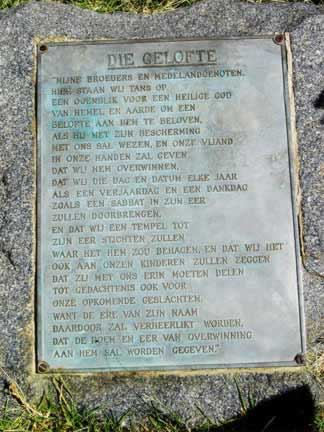 DIE GELOFTE
"MIJNE BROEDERS EN MEDELANDGENOTEN,
HIER STAAN WIJ TANS OP
EEN OGENBLIK VOOR EEN HEILIGE GOD
VAN HEMEL EN AARDE OM EEN
BELOFTE AAN HEM TE BELOVEN,
ALS HIJ MET ZIJN BESCHERMING
MET ONS SAL WEZEN, EN ONZE VIJAND
IN ONZE HANDEN ZAL GEVEN
DAT WIJ HEM OVERWINNEN,
DAT WIJ DIE DAG EN DATUM ELKE JAAR
ALS EEN VERJAARDAG EN EEN DANKDAG
ZOALS EEN SABBAT IN ZIJN EER
ZULLEN DOORBRENGEN,
EN DAT WIJ EEN TEMPEL TOT
ZIJN EER STICHTEN ZULLEN
WAAR HET HEM ZOU BEHAGEN, EN DAT WIJ HET
OOK AAN ONZEN KINDEREN ZULLEN ZEGGEN
DAT ZIJ MET ONS ERIN MOETEN DELEN
TOT GEDACHTENIS OOK VOOR
ONZE OPKOMENDE GESLACHTEN,
WANT DE ERE VAN ZIJN NAAM
DAARDOOR ZAL VERHEERLIKT WORDEN,
DAT DE ROEM EN EER VAN OVERWINNING
AAN HEM SAL WORDEN GEGEVEN."